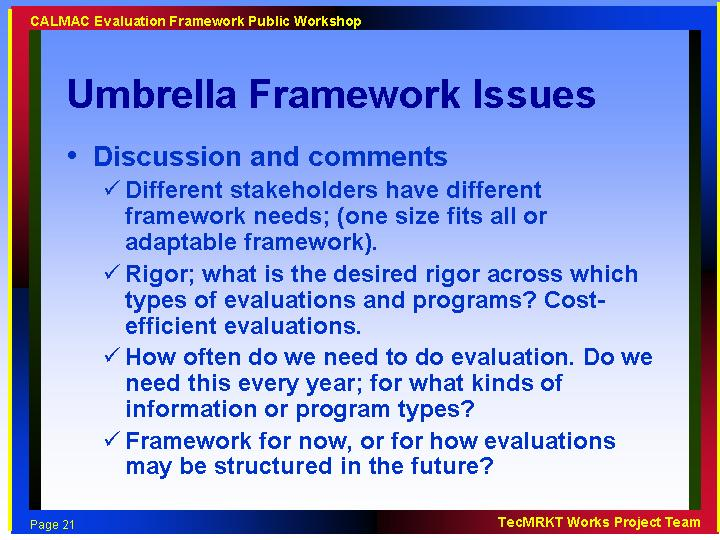 CALMAC Evaluation Framework Public Workshop
Umbrella Framework Issues
• Discussion and comments
✓ Different stakeholders have different
framework needs; (one size fits all or
adaptable framework).
✓ Rigor; what is the desired rigor across which
types of evaluations and programs? Cost-
efficient evaluations.
✓ How often do we need to do evaluation. Do we
need this every year; for what kinds of
information or program types?
✓ Framework for now, or for how evaluations
may be structured in the future?
Page 21
TecMRKT Works Project Team